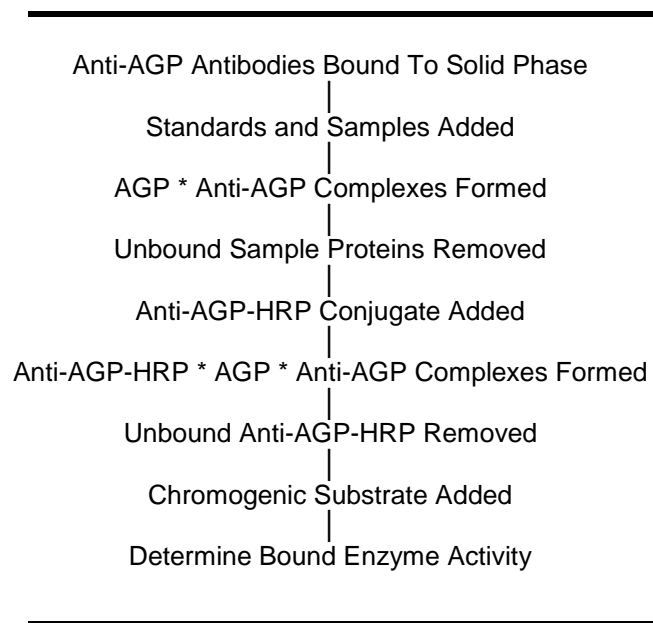 Anti-AGP Antibodies Bound To Solid Phase
Standards and Samples Added
AGP * Anti-AGP Complexes Formed
Unbound Sample Proteins Removed
Anti-AGP-HRP Conjugate Added
Anti-AGP-HRP * AGP * Anti-AGP Complexes Formed
Unbound Anti-AGP-HRP Removed
Chromogenic Substrate Added
Determine Bound Enzyme Activity